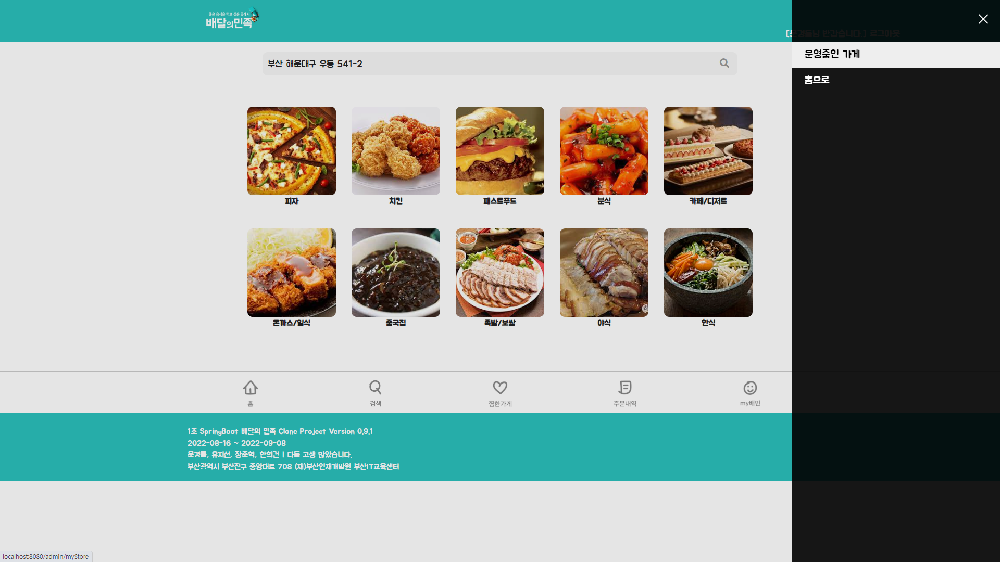 좋은 음식을 먹고 싶은 곳에서
배달의민족
[문경률님 반갑습니다.] 로그아웃
운영중인 가게
홈으로
부산 해운대구 우동 541-2
피자
치킨
패스트푸드
분식
카페/디저트
돈까스/일식
중국집
족발/보쌈
야식
한식
홈
검색
찜한가게
주문내역
my배민
1조 SpringBoot 배달의 민족 Clone Project Version 0.9.1
2022-08-16 ~ 2022-09-08
문경률, 유지선, 장준혁, 한희건 | 다들 고생 많았습니다.
부산광역시 부산진구 중앙대로 708 (재)부산인재개발원 부산IT교육센터
localhost:8080/admin/myStore